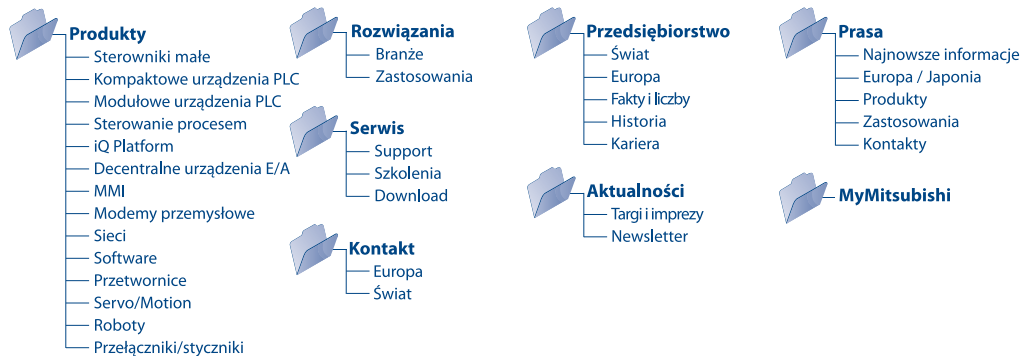 Produkty
Sterowniki małe
Kompaktowe urządzenia PLC
Modułowe urządzenia PLC
Sterowanie procesem
iQ Platform
Decentralne urządzenia E/A
MMI
Modemy przemysłowe
Sieci
Software
Przetwornice
Servo/Motion
Roboty
Przełączniki/styczniki
Rozwiązania
Branże
Zastosowania
Serwis
Support
Szkolenia
Download
Kontakt
Europa
Świat
Przedsiębiorstwo
Świat
Europa
Fakty i liczby
Historia
Kariera
Aktualności
Targi i imprezy
Newsletter
Prasa
Najnowsze informacje
Europa / Japonia
Produkty
Zastosowania
Kontakty
MyMitsubishi